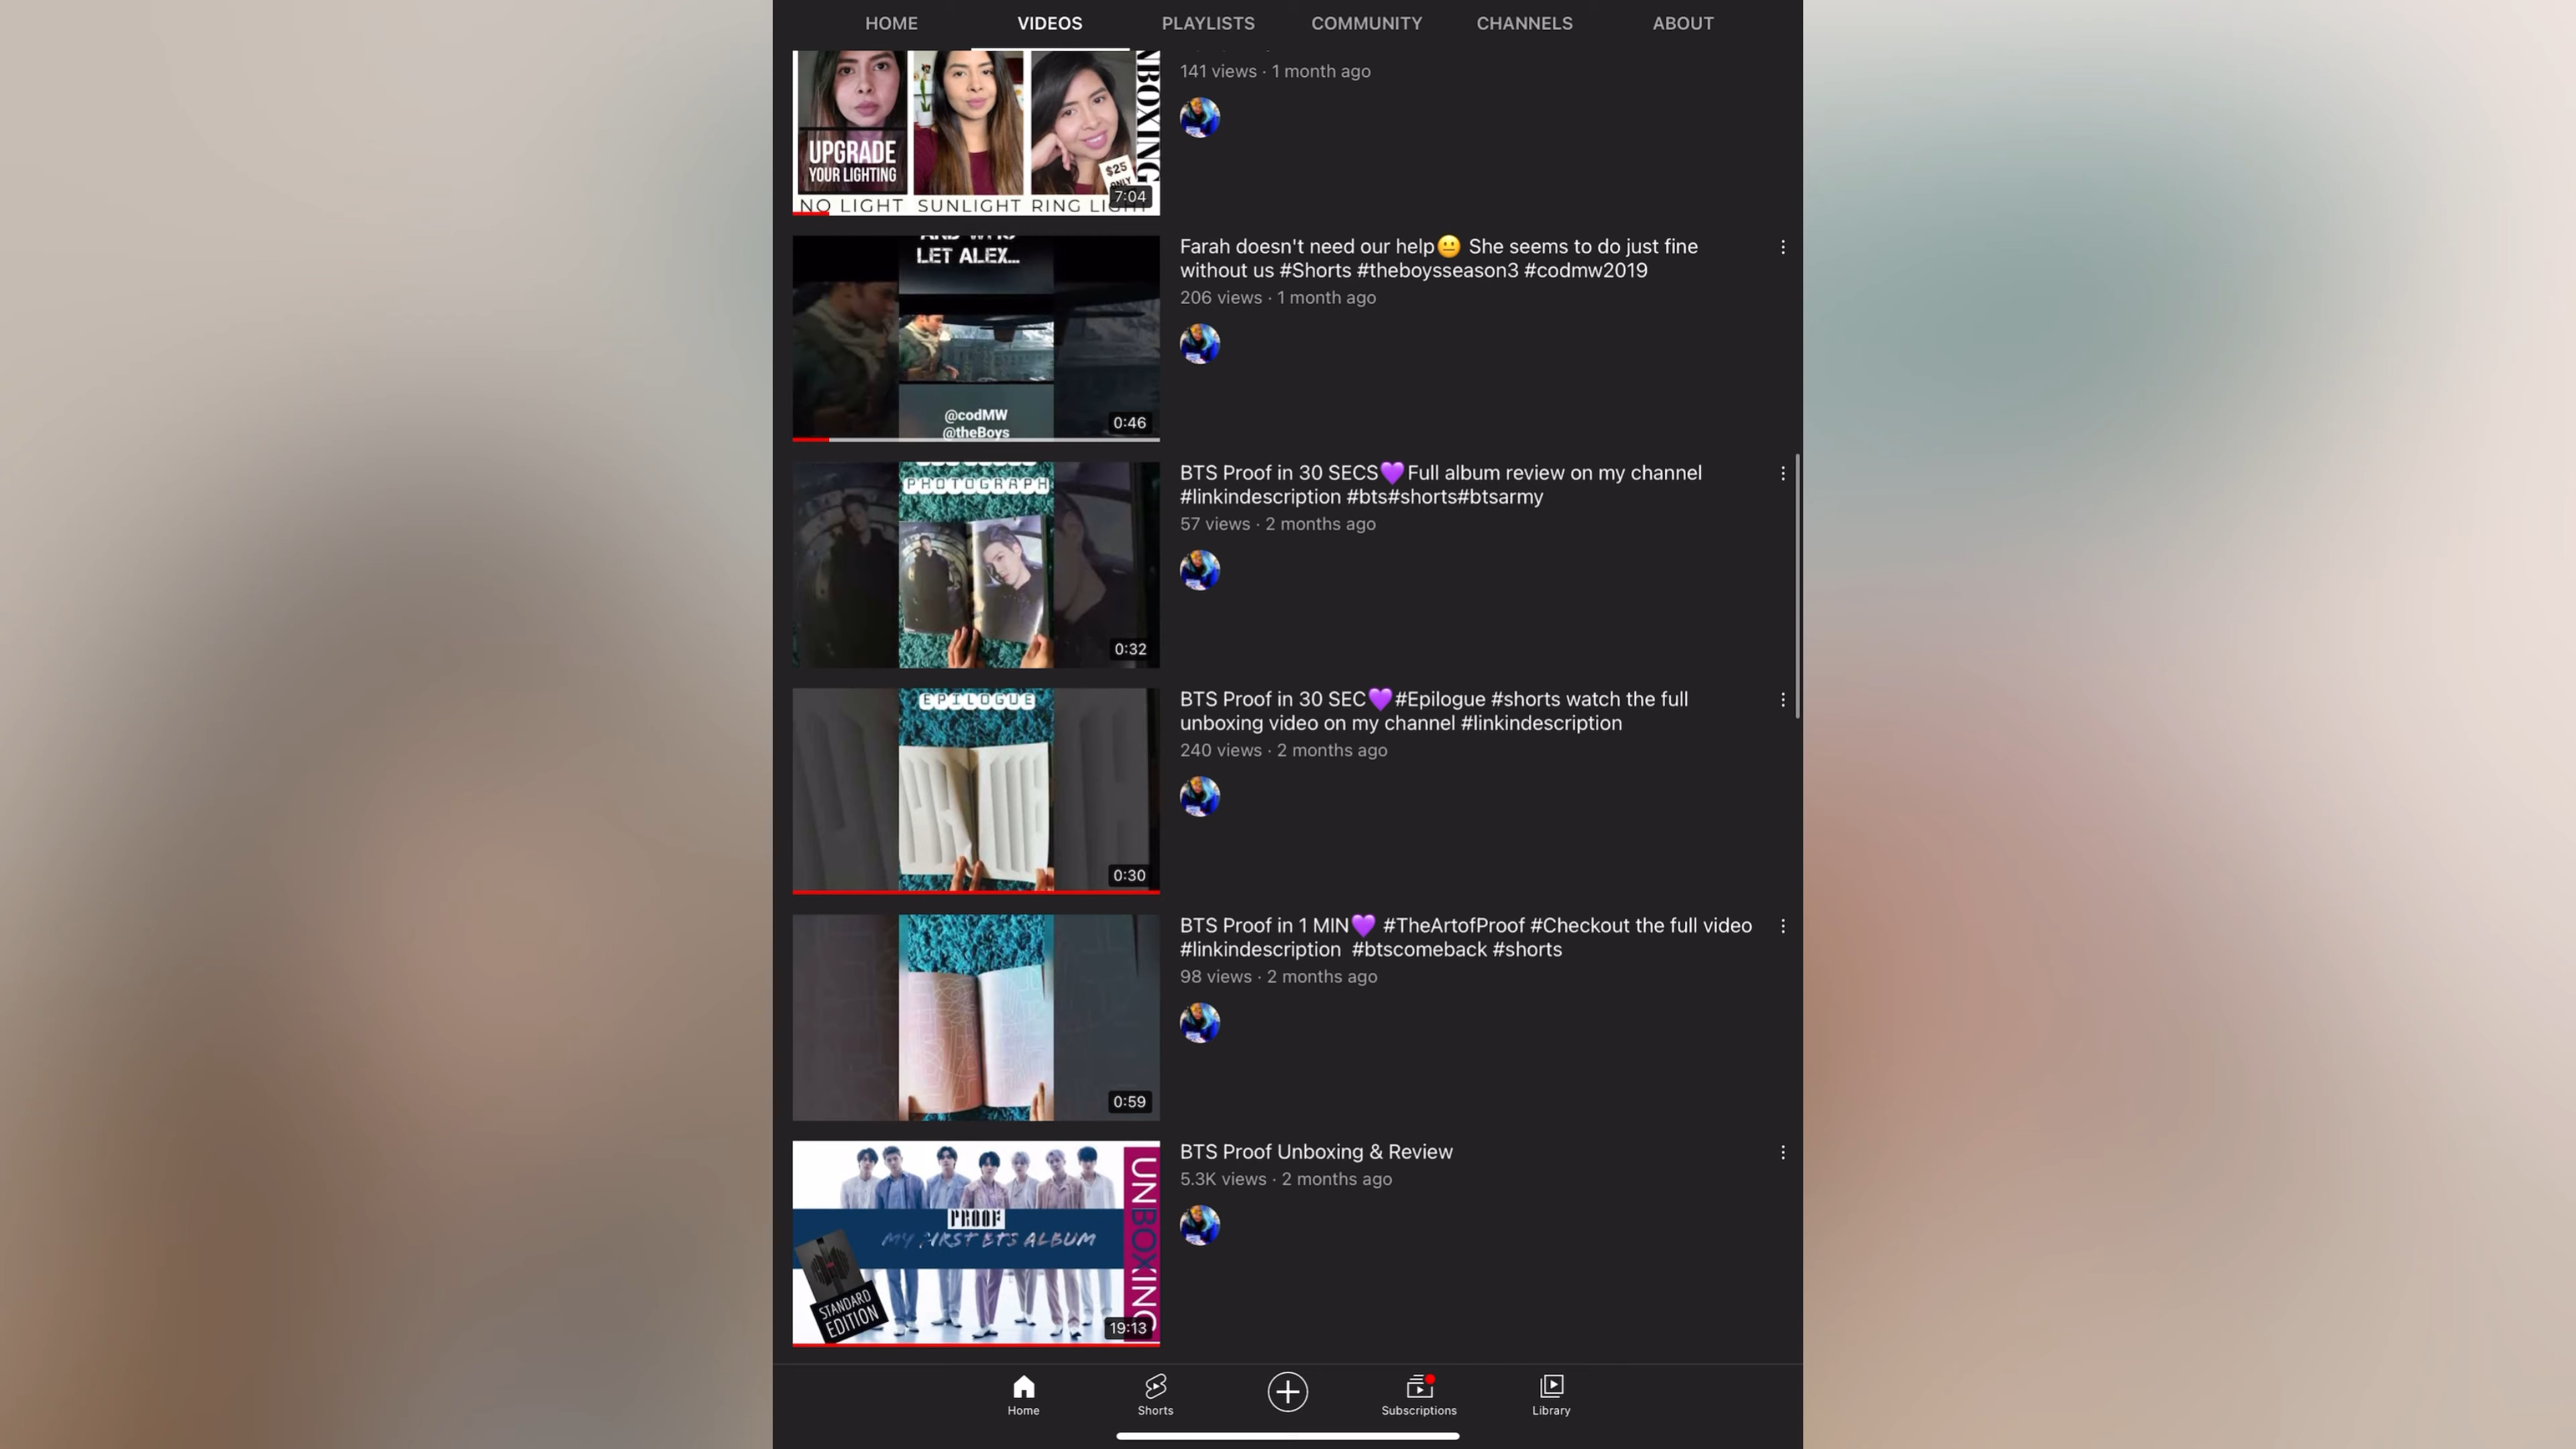 HOME VIDEOS PLAYLISTS COMMUNITY CHANNELS ABOUT
UPGRADE
YOUR LIGHTING
$25
ONLY
NBOXING
7:04
NO LIGHT SUNLIGHT RING LIGHT
141 views · 1 month ago
AND WHO
LET ALEX...
@codMW
@theBoys
0:46
Farah doesn't need our help😐 She seems to do just fine
without us #Shorts #theboysseason3 #codmw2019
206 views · 1 month ago
PHOTOGRAPH
0:32
BTS Proof in 30 SECS💜Full album review on my channel
#linkindescription #bts#shorts#btsarmy
57 views · 2 months ago
EPILOGUE
0:30
BTS Proof in 30 SEC💜#Epilogue #shorts watch the full
unboxing video on my channel #linkindescription
240 views · 2 months ago
0:59
BTS Proof in 1 MIN💜 #TheArtofProof #Checkout the full video
#linkindescription #btscomeback #shorts
98 views · 2 months ago
PROOF
MY FIRST BTS ALBUM
STANDARD
EDITION
UNBOXING
19:13
BTS Proof Unboxing & Review
5.3K views · 2 months ago
Home Shorts Subscriptions Library